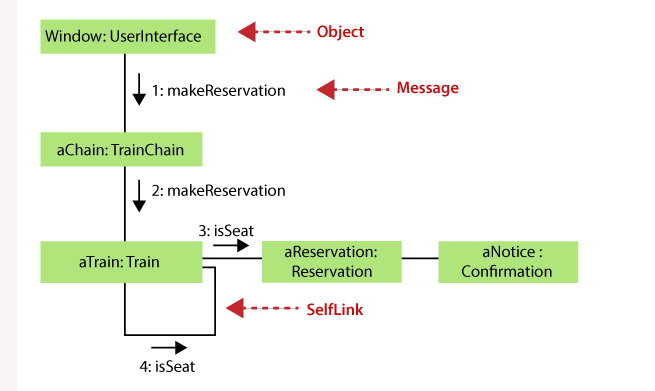 Window: UserInterface
Object
1: makeReservation
Message
aChain: TrainChain
2: makeReservation
3: isSeat
aTrain: Train
aReservation:
Reservation
aNotice :
Confirmation
SelfLink
4: isSeat